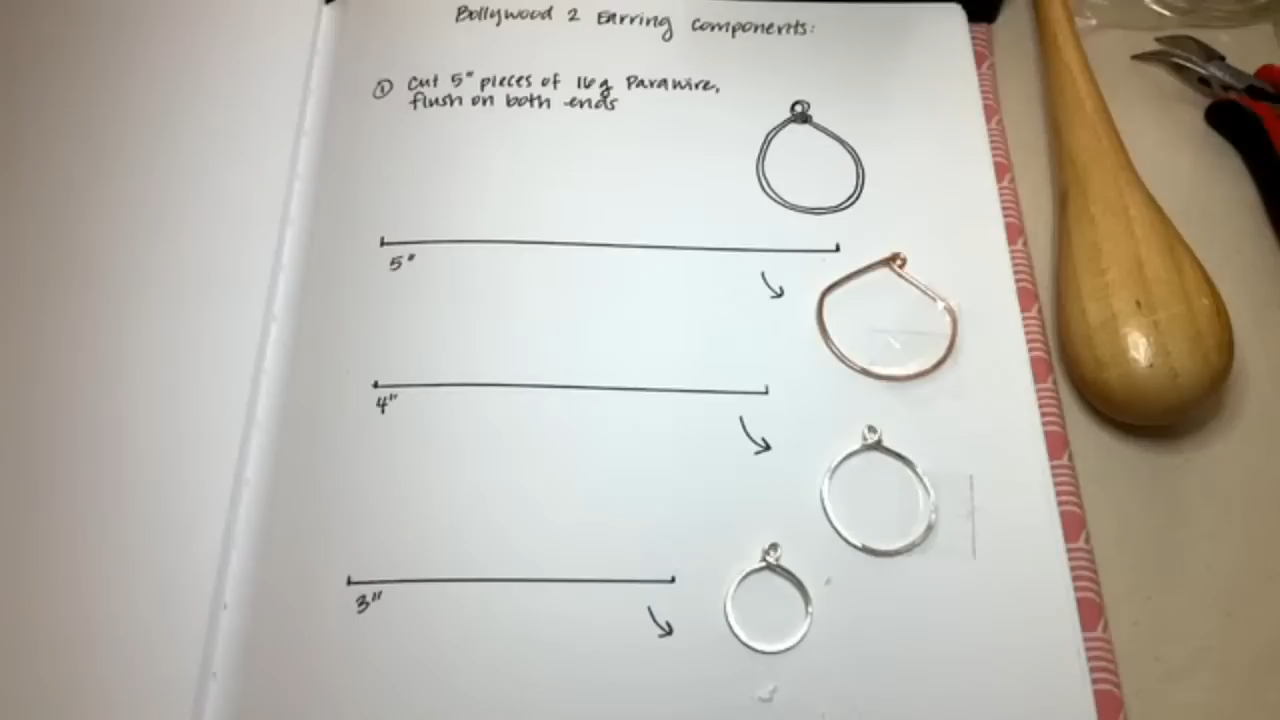 Bollywood 2 Earring Components:
① Cut 5" pieces of 16g Parawire,
flush on both ends
5"
4"
3"